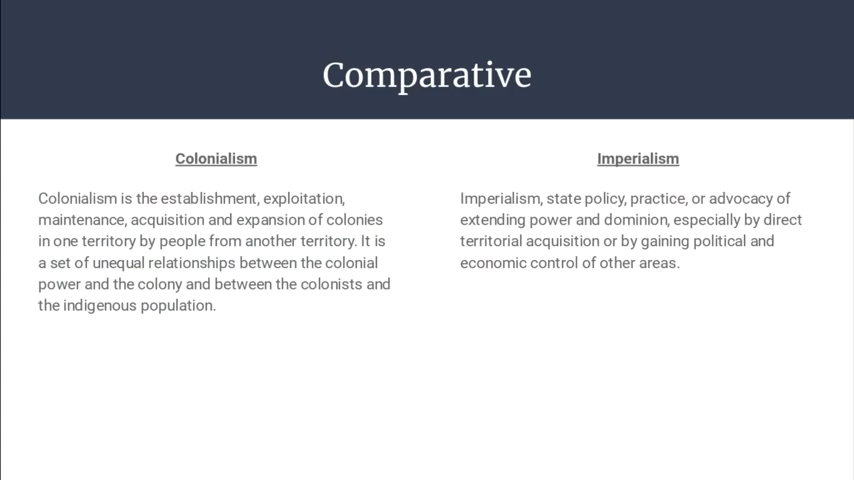 Comparative
Colonialism
Colonialism is the establishment, exploitation,
maintenance, acquisition and expansion of colonies
in one territory by people from another territory. It is
a set of unequal relationships between the colonial
power and the colony and between the colonists and
the indigenous population.
Imperialism
Imperialism, state policy, practice, or advocacy of
extending power and dominion, especially by direct
territorial acquisition or by gaining political and
economic control of other areas.